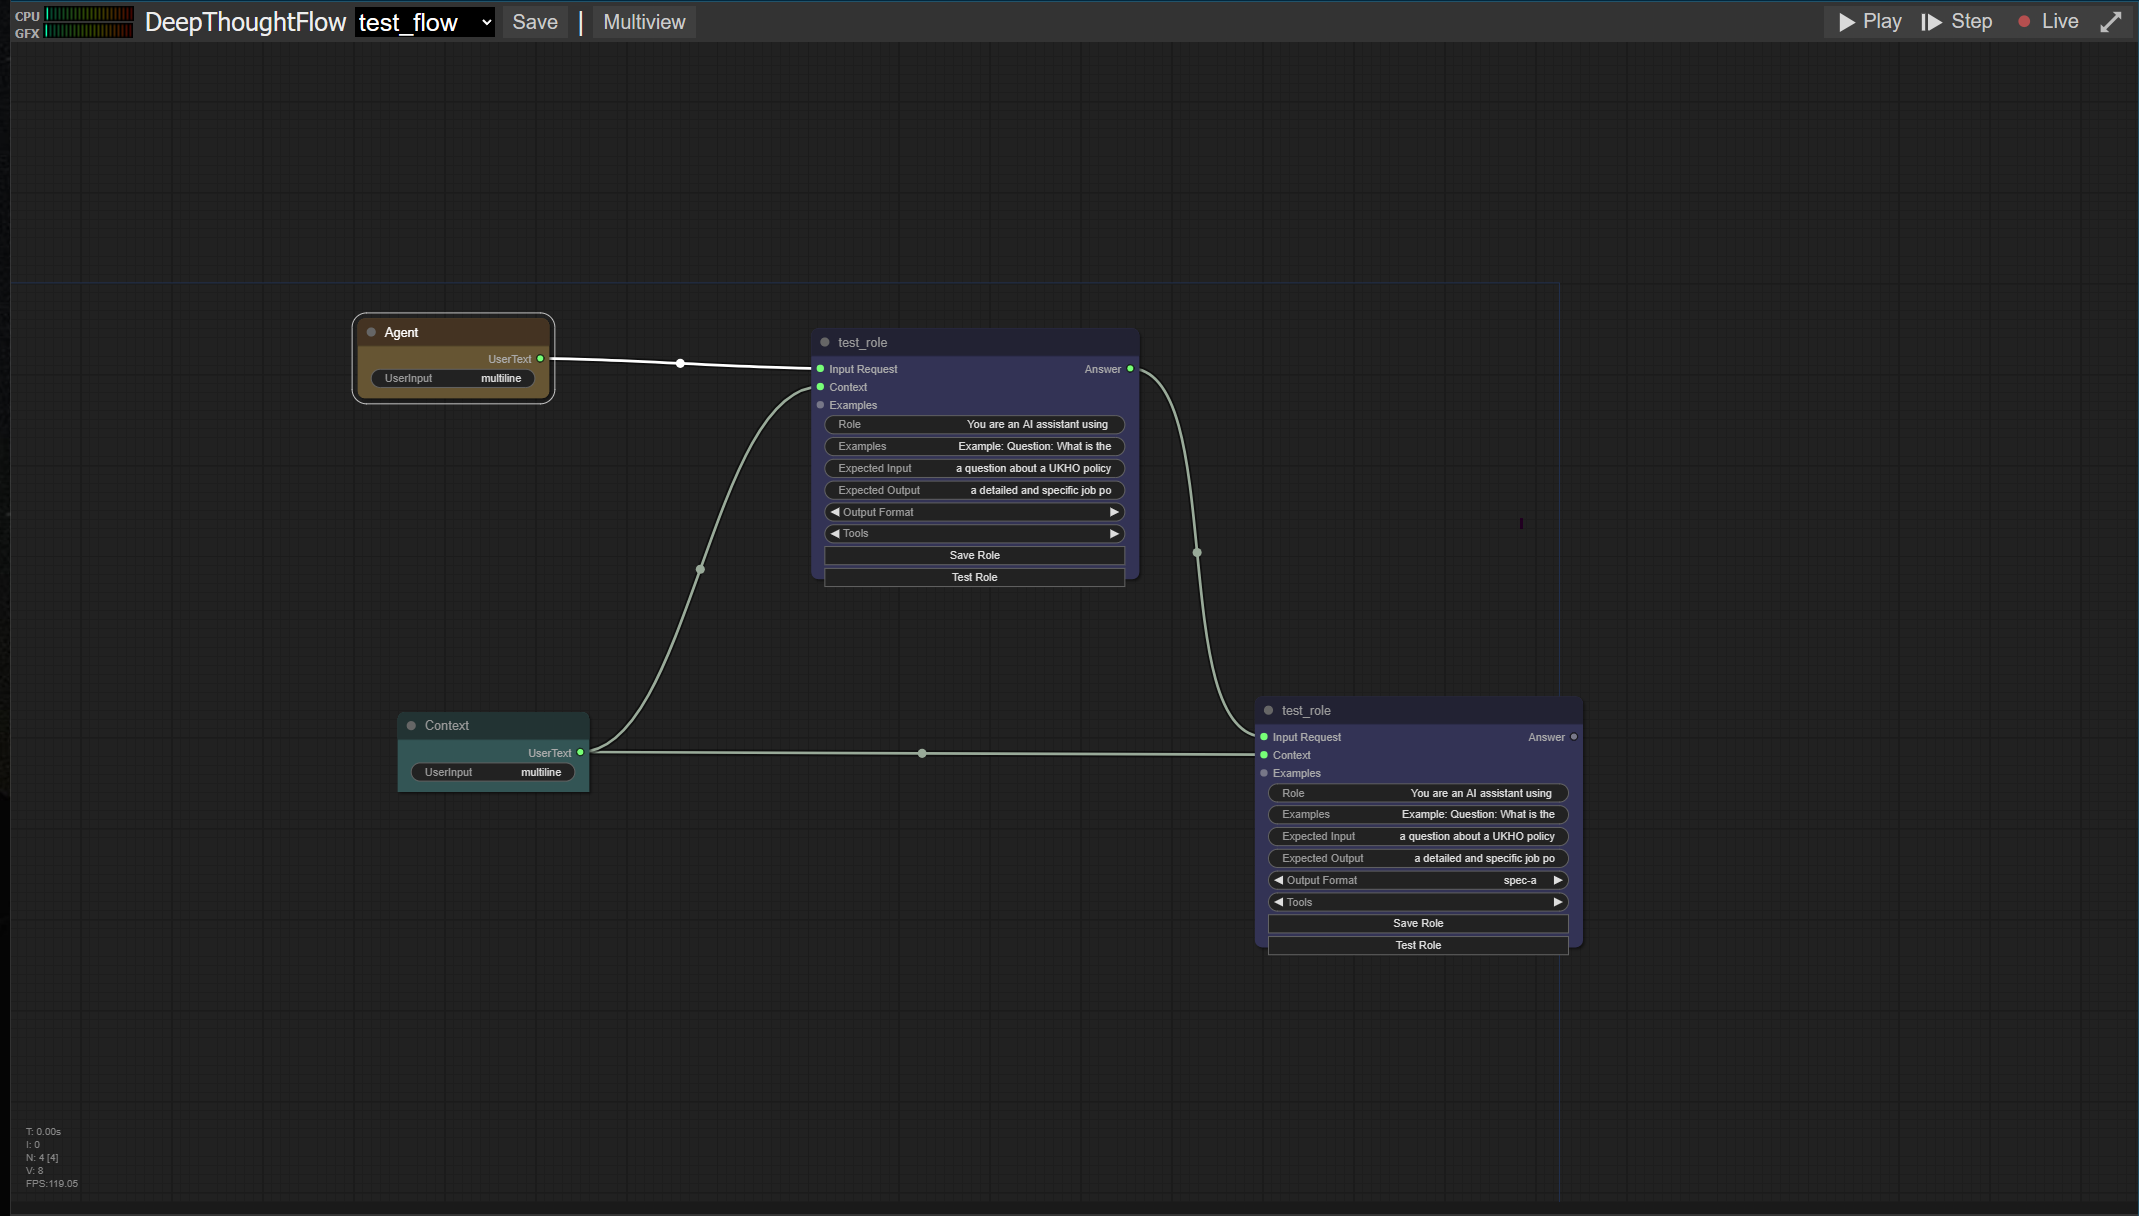 CPU
GFX
DeepThoughtFlow test_flow Save | Multiview Play Step Live
Agent
UserText
UserInput multiline
test_role
Input Request Answer
Context
Examples
Role You are an AI assistant using
Examples Example: Question: What is the
Expected Input a question about a UKHO policy
Expected Output a detailed and specific job po
Output Format
Tools
Save Role
Test Role
Context
UserText
UserInput multiline
test_role
Input Request Answer
Context
Examples
Role You are an AI assistant using
Examples Example: Question: What is the
Expected Input a question about a UKHO policy
Expected Output a detailed and specific job po
Output Format spec-a
Tools
Save Role
Test Role
T: 0.00s
I: 0
N: 4 [4]
V: 8
FPS:119.05